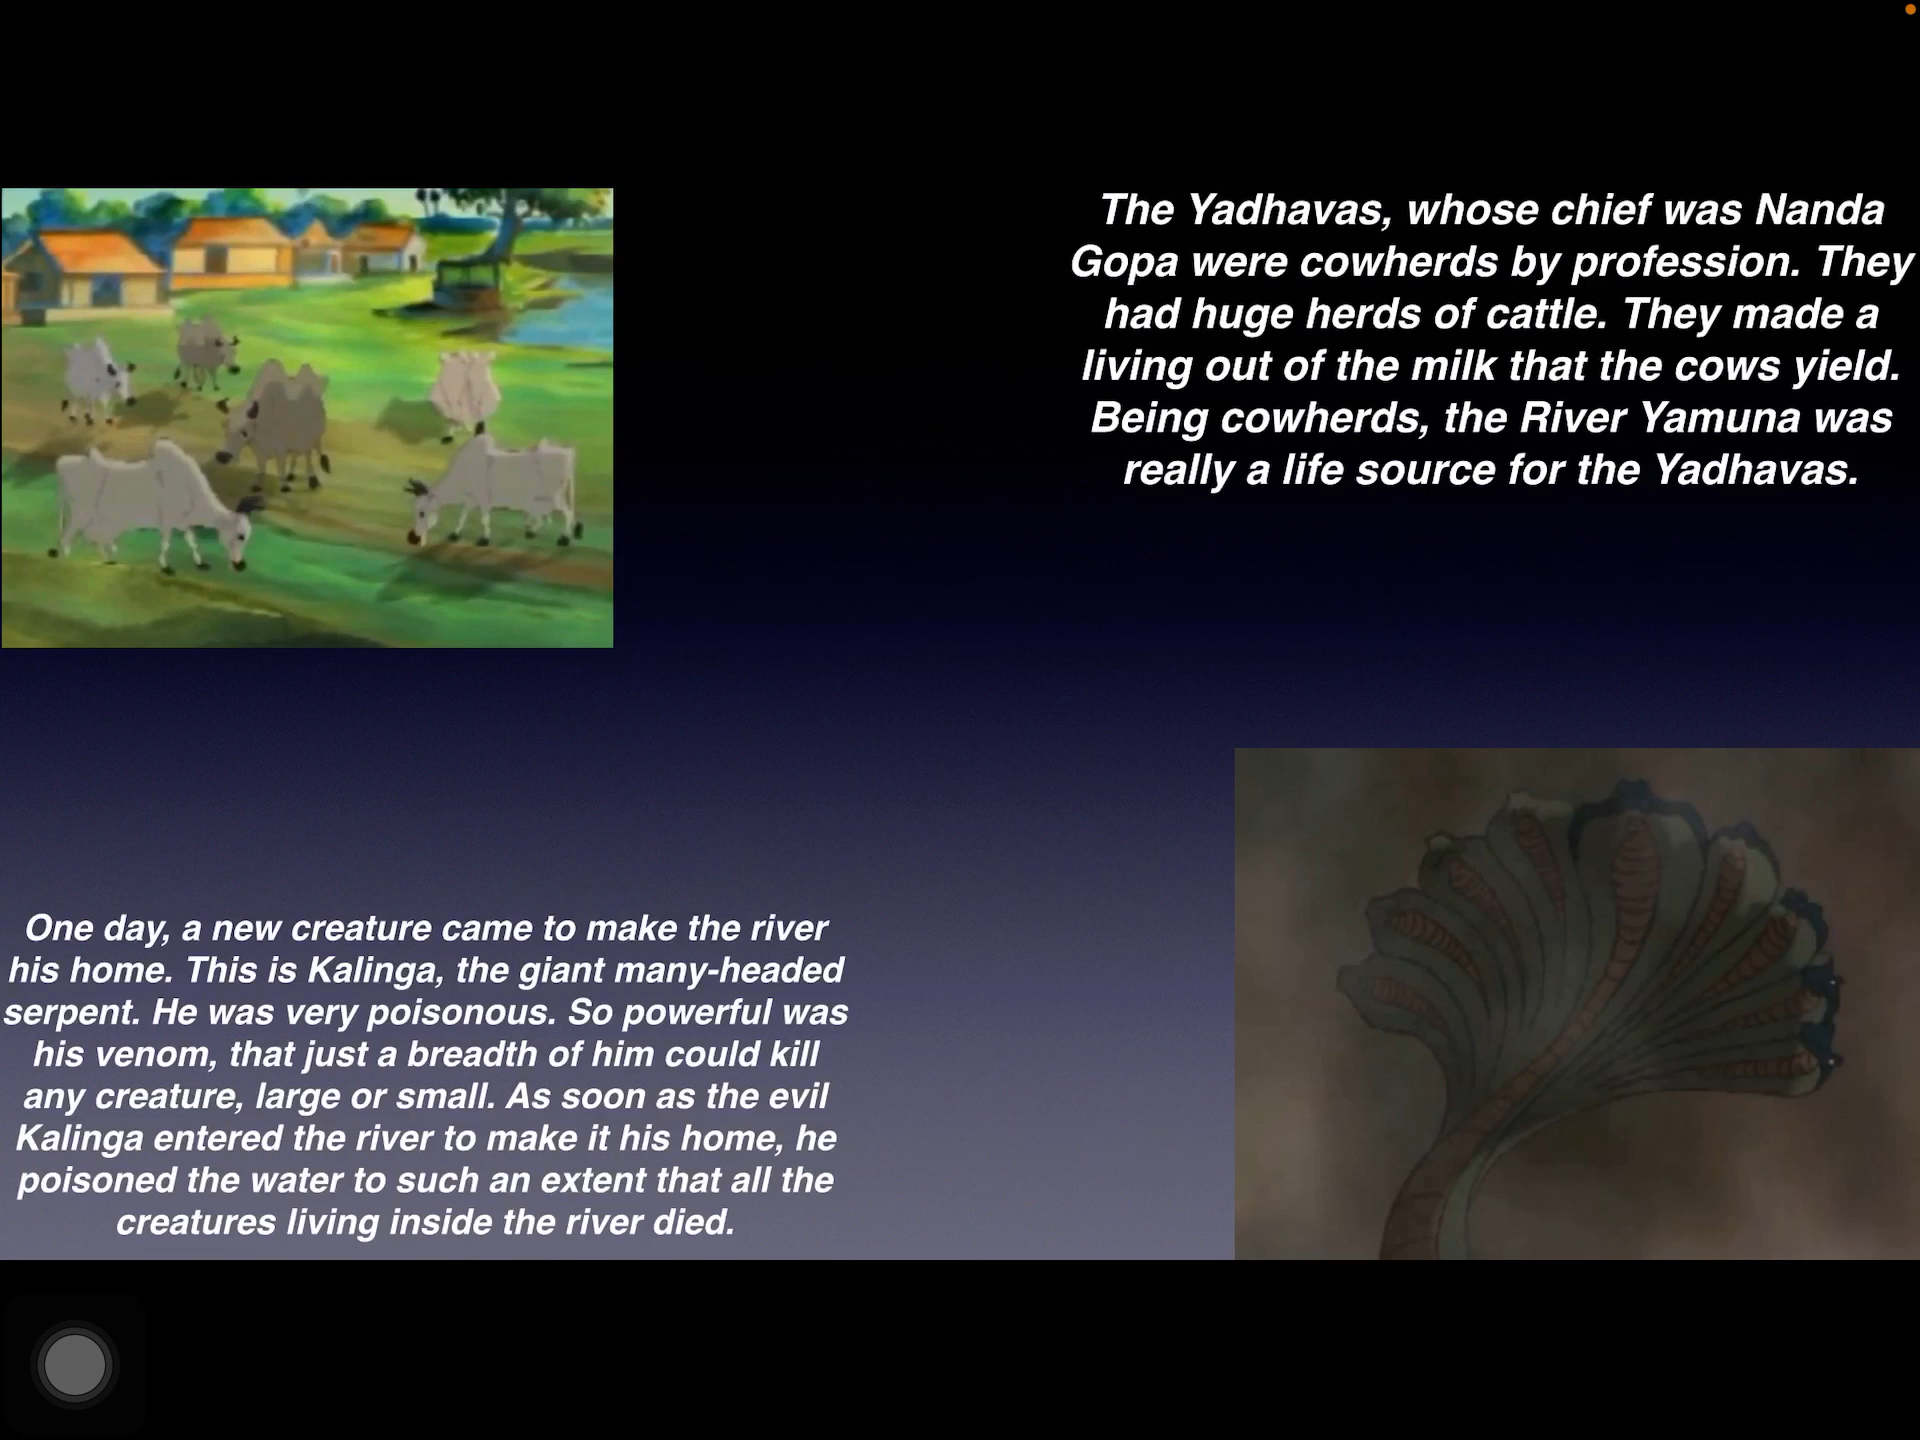 The Yadhavas, whose chief was Nanda
Gopa were cowherds by profession. They
had huge herds of cattle. They made a
living out of the milk that the cows yield.
Being cowherds, the River Yamuna was
really a life source for the Yadhavas.
One day, a new creature came to make the river
his home. This is Kalinga, the giant many-headed
serpent. He was very poisonous. So powerful was
his venom, that just a breadth of him could kill
any creature, large or small. As soon as the evil
Kalinga entered the river to make it his home, he
poisoned the water to such an extent that all the
creatures living inside the river died.